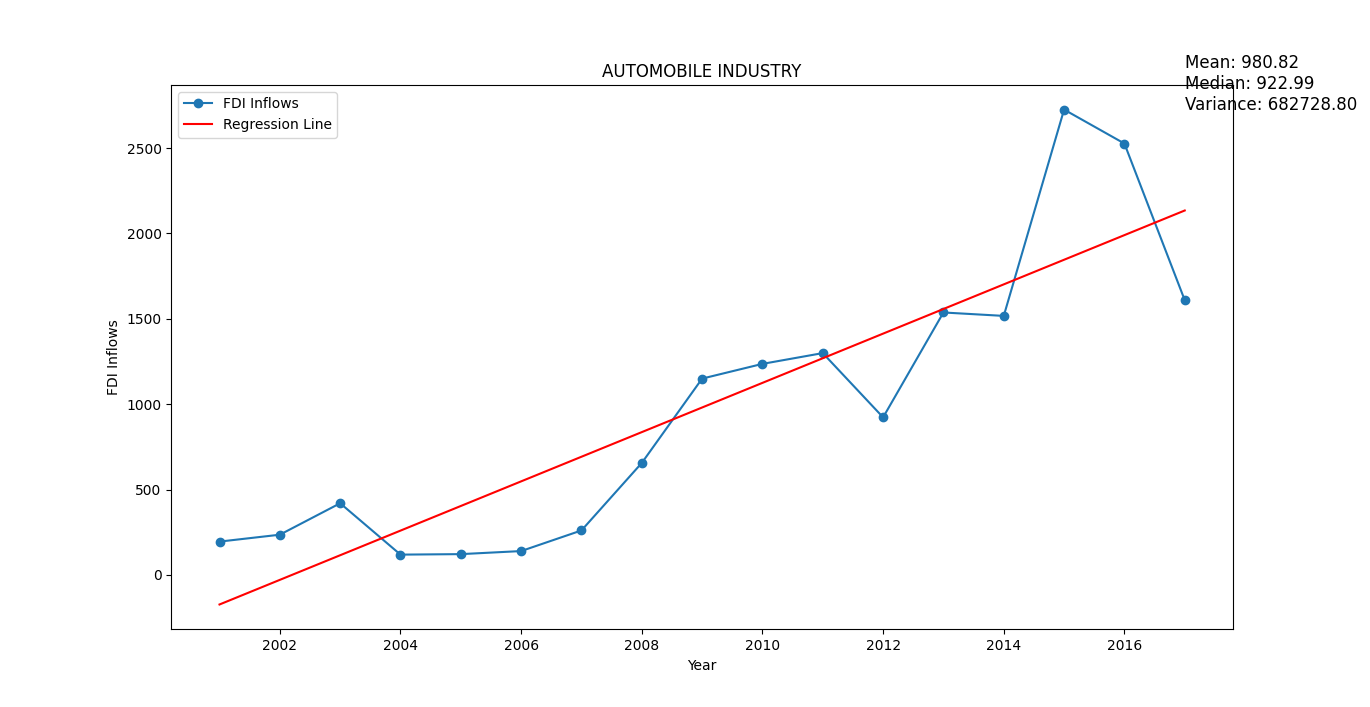 Mean: 980.82
Median: 922.99
Variance: 682728.80
AUTOMOBILE INDUSTRY
FDI Inflows
Regression Line
2500
2000
1500
1000
500
0
FDI Inflows
2002 2004 2006 2008 2010 2012 2014 2016
Year